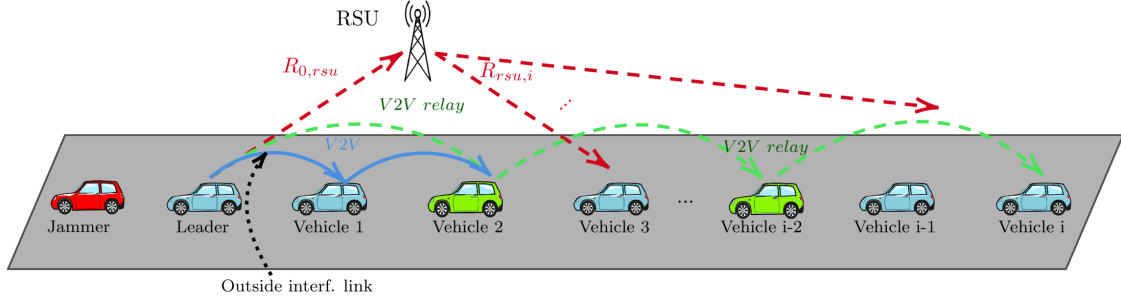 RSU
R_{0,rsu}
R_{rsu,i}
...
V2V relay
V2V
V2V relay
...
Jammer
Leader
Vehicle 1
Vehicle 2
Vehicle 3
Vehicle i-2
Vehicle i-1
Vehicle i
Outside interf. link